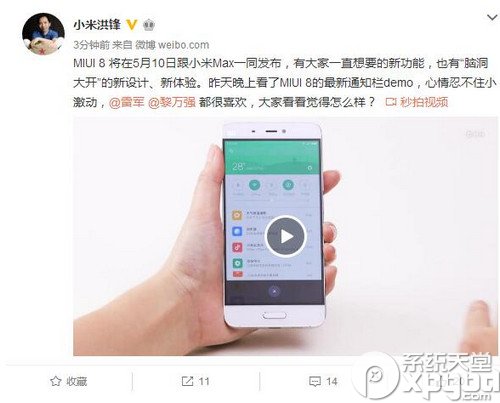 小米洪锋
3分钟前 来自 微博 weibo.com
MIUI 8 将在5月10日跟小米Max一同发布，有大家一直想要的新功能，也有“脑洞
大开”的新设计、新体验。昨天晚上看了MIUI 8的最新通知栏demo，心情忍不住小
激动，@雷军 @黎万强 都很喜欢，大家看看觉得怎么样？ 秒拍视频
28°
收藏
11
14
系统天堂